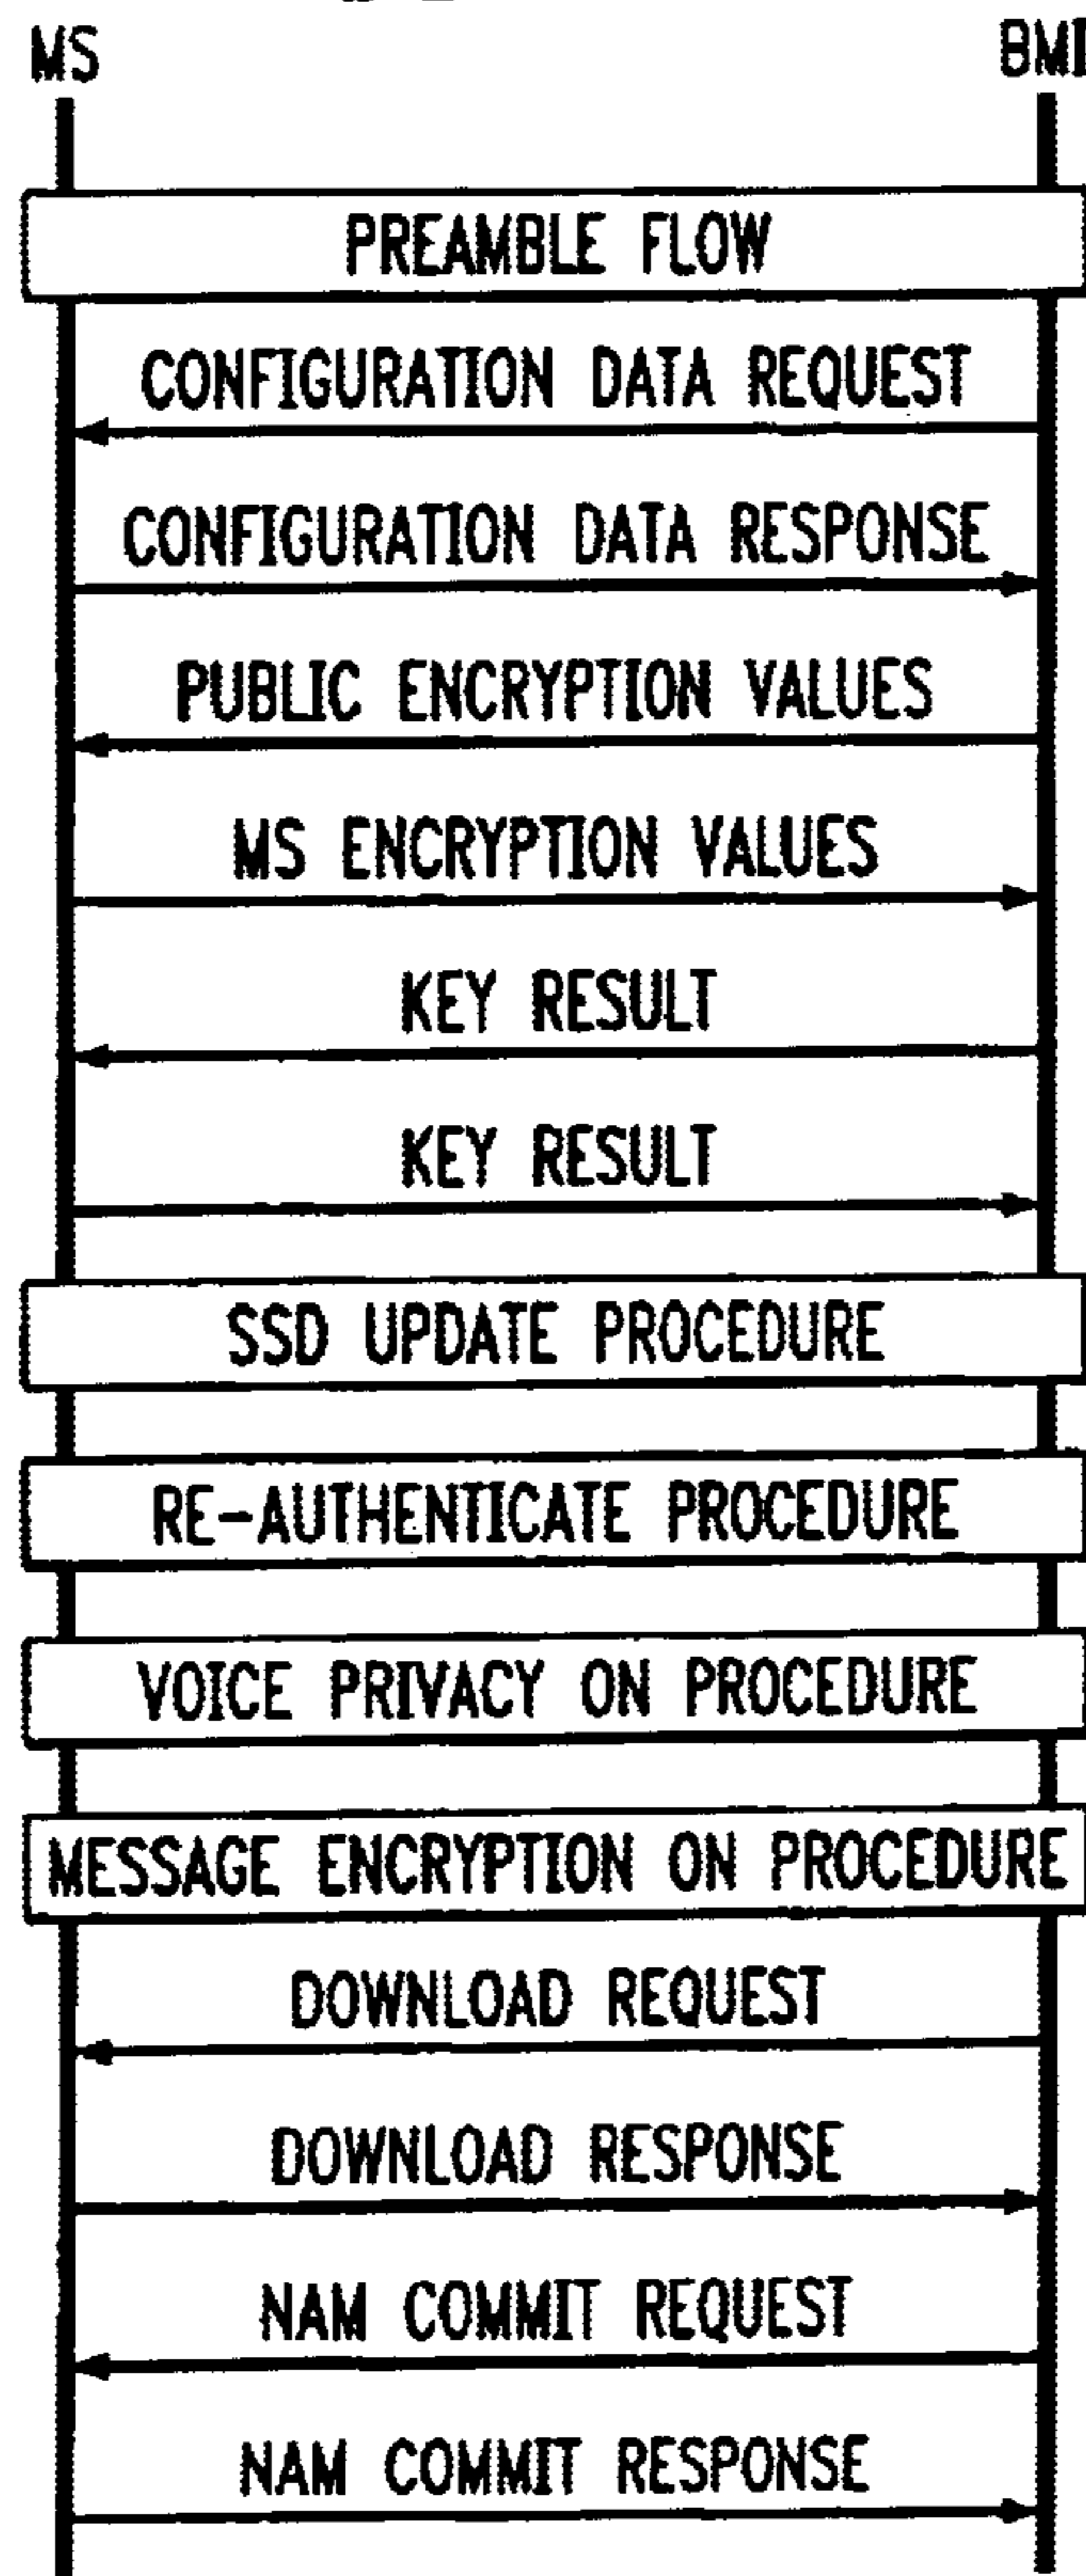 MS
BMI
PREAMBLE FLOW
CONFIGURATION DATA REQUEST
CONFIGURATION DATA RESPONSE
PUBLIC ENCRYPTION VALUES
MS ENCRYPTION VALUES
KEY RESULT
KEY RESULT
SSD UPDATE PROCEDURE
RE-AUTHENTICATE PROCEDURE
VOICE PRIVACY ON PROCEDURE
MESSAGE ENCRYPTION ON PROCEDURE
DOWNLOAD REQUEST
DOWNLOAD RESPONSE
NAM COMMIT REQUEST
NAM COMMIT RESPONSE